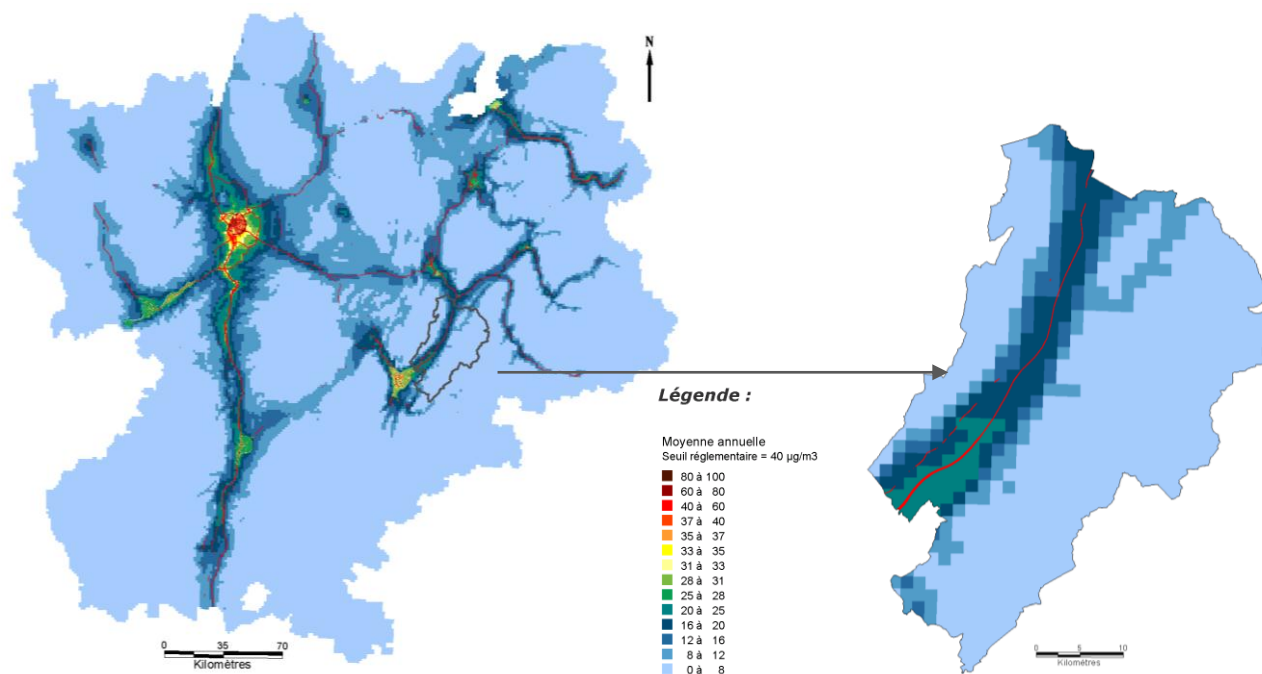 N
Légende :
Moyenne annuelle
Seuil réglementaire = 40 µg/m3
80 à 100
60 à 80
40 à 60
37 à 40
35 à 37
33 à 35
31 à 33
28 à 31
25 à 28
20 à 25
16 à 20
12 à 16
8 à 12
0 à 8
0 35 70
Kilomètres
0 5 10
Kilomètres